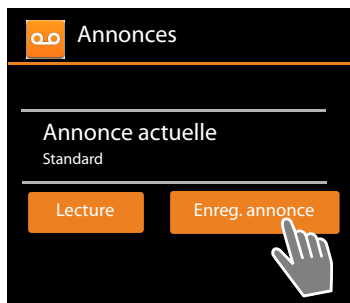 Annonces
Annonce actuelle
Standard
Lecture
Enreg. annonce